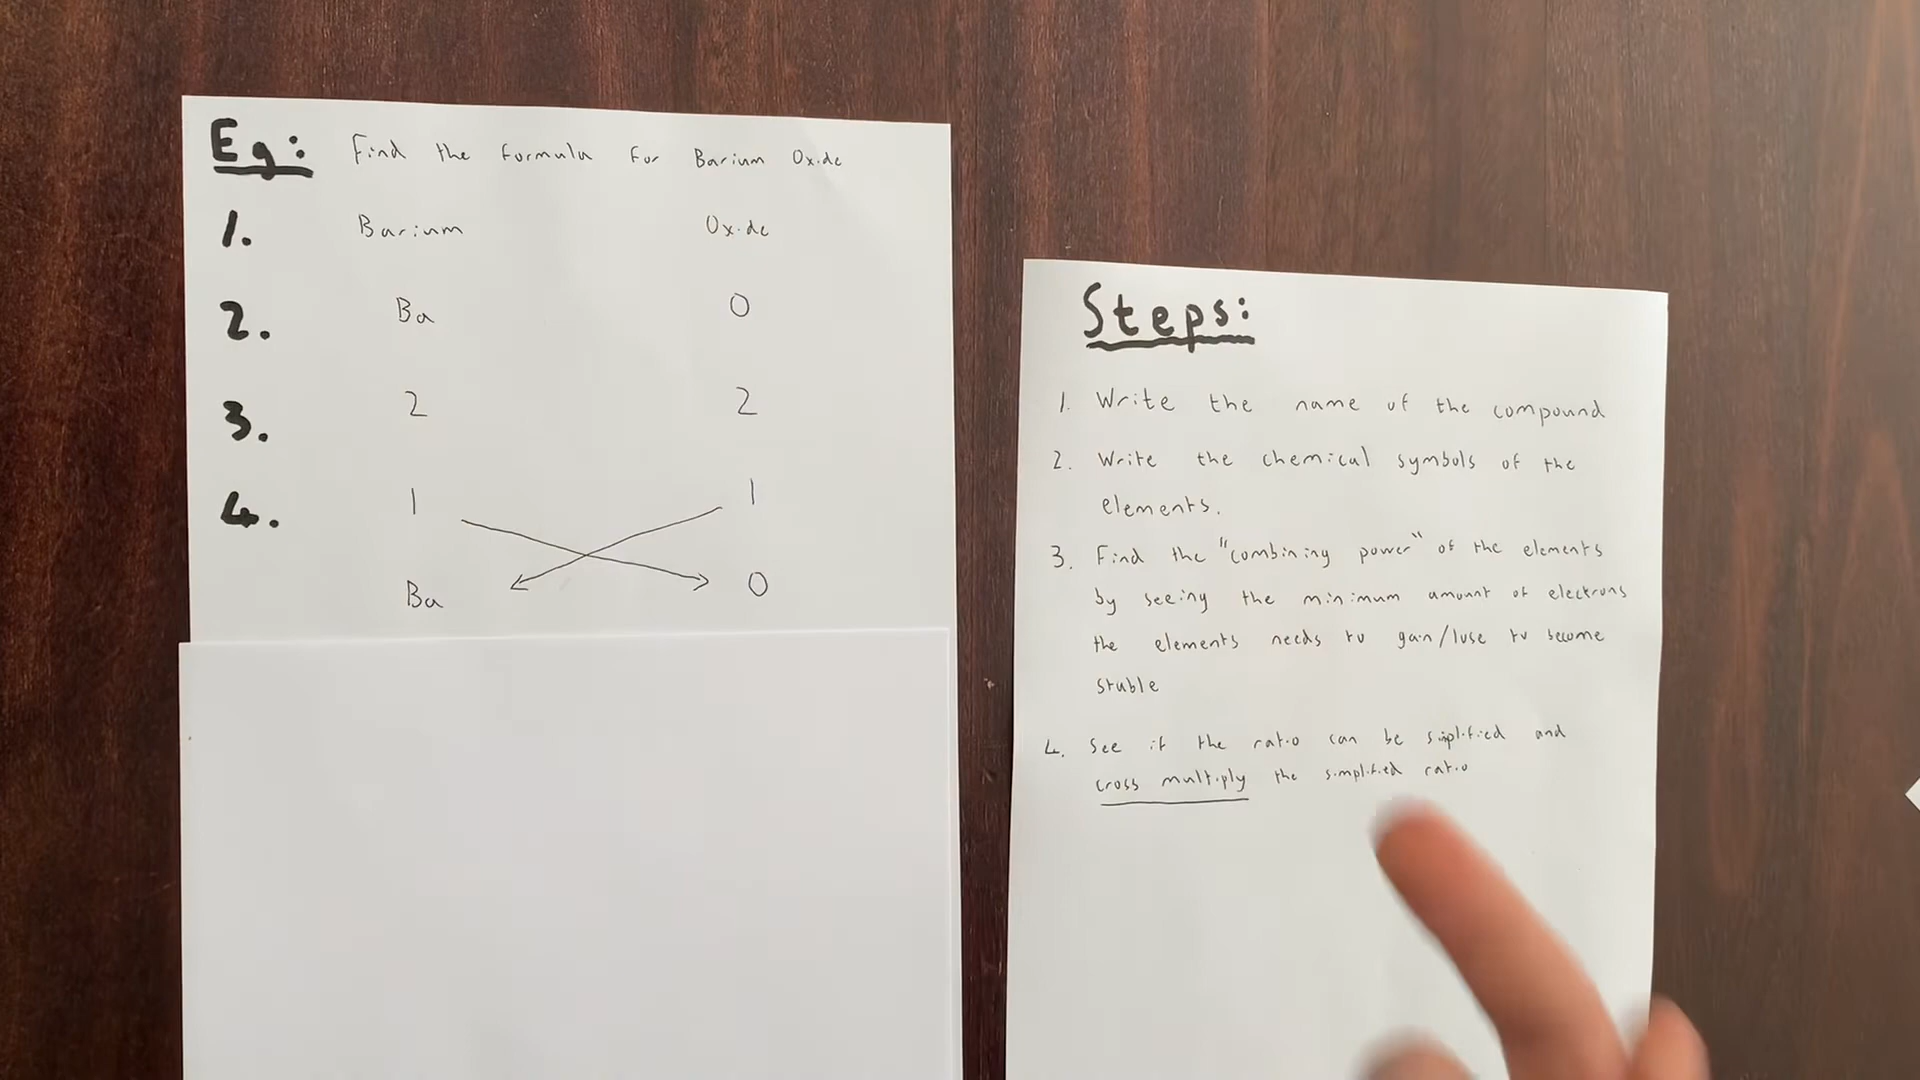 Eg: Find the formula for Barium Oxide
1. Barium Oxide
2. Ba O
3. 2 2
4. 1 1
Ba O
Steps:
1. Write the name of the compound
2. Write the chemical symbols of the
elements.
3. Find the "combining power" of the elements
by seeing the minimum amount of electrons
the elements needs to gain/lose to become
stable
4. See if the ratio can be simplified and
cross multiply the simplified ratio